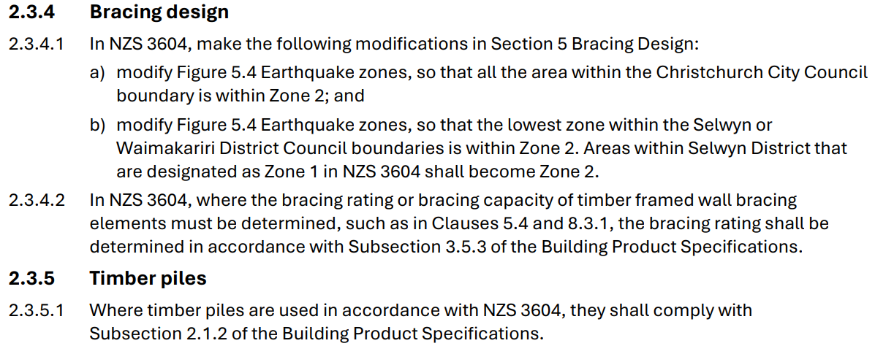 2.3.4 Bracing design
2.3.4.1 In NZS 3604, make the following modifications in Section 5 Bracing Design:
a) modify Figure 5.4 Earthquake zones, so that all the area within the Christchurch City Council
boundary is within Zone 2; and
b) modify Figure 5.4 Earthquake zones, so that the lowest zone within the Selwyn or
Waimakariri District Council boundaries is within Zone 2. Areas within Selwyn District that
are designated as Zone 1 in NZS 3604 shall become Zone 2.
2.3.4.2 In NZS 3604, where the bracing rating or bracing capacity of timber framed wall bracing
elements must be determined, such as in Clauses 5.4 and 8.3.1, the bracing rating shall be
determined in accordance with Subsection 3.5.3 of the Building Product Specifications.
2.3.5 Timber piles
2.3.5.1 Where timber piles are used in accordance with NZS 3604, they shall comply with
Subsection 2.1.2 of the Building Product Specifications.